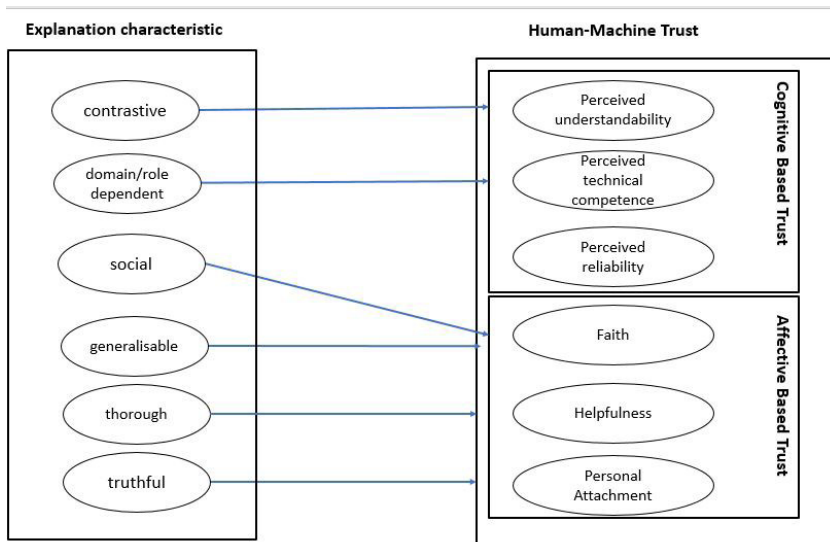 Explanation characteristic
Human-Machine Trust
contrastive
domain/role
dependent
social
generalisable
thorough
truthful
Perceived
understandability
Perceived
technical
competence
Perceived
reliability
Cognitive Based Trust
Faith
Helpfulness
Personal
Attachment
Affective Based Trust